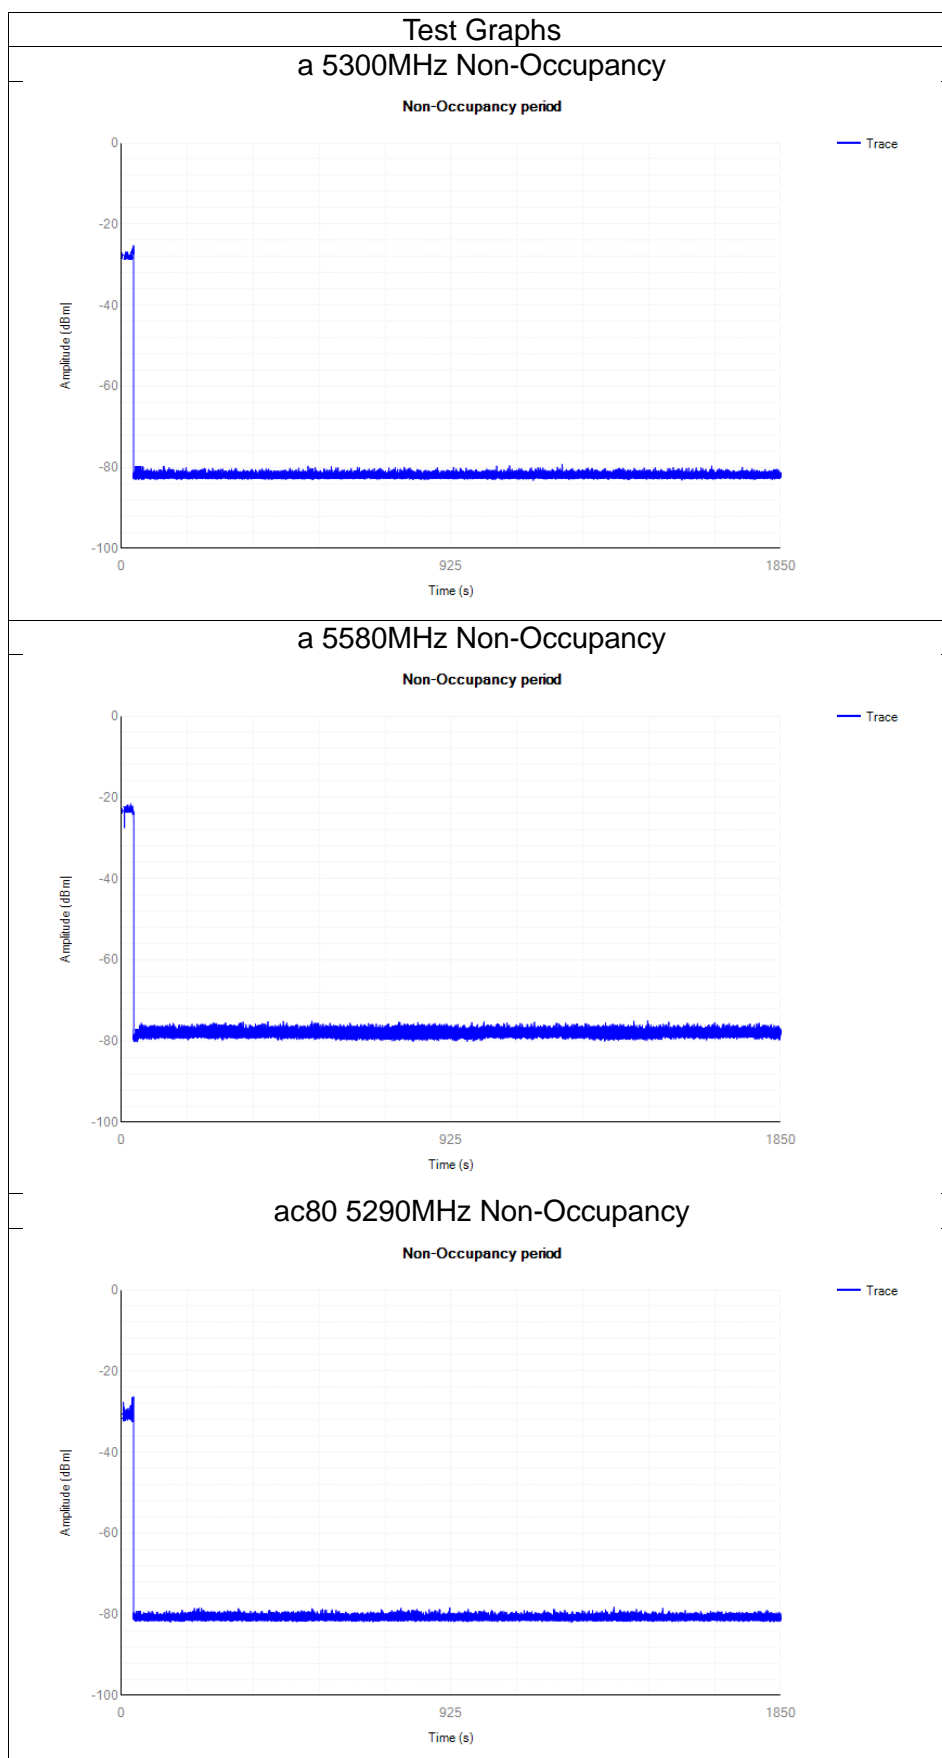 Test Graphs
a 5300MHz Non-Occupancy
Non-Occupancy period
0
Trace
-20
-40
Amplitude [dBm]
-60
-80
-100
0 925 1850
Time (s)
a 5580MHz Non-Occupancy
Non-Occupancy period
0
Trace
-20
-40
Amplitude [dBm]
-60
-80
-100
0 925 1850
Time (s)
ac80 5290MHz Non-Occupancy
Non-Occupancy period
0
Trace
-20
-40
Amplitude [dBm]
-60
-80
-100
0 925 1850
Time (s)